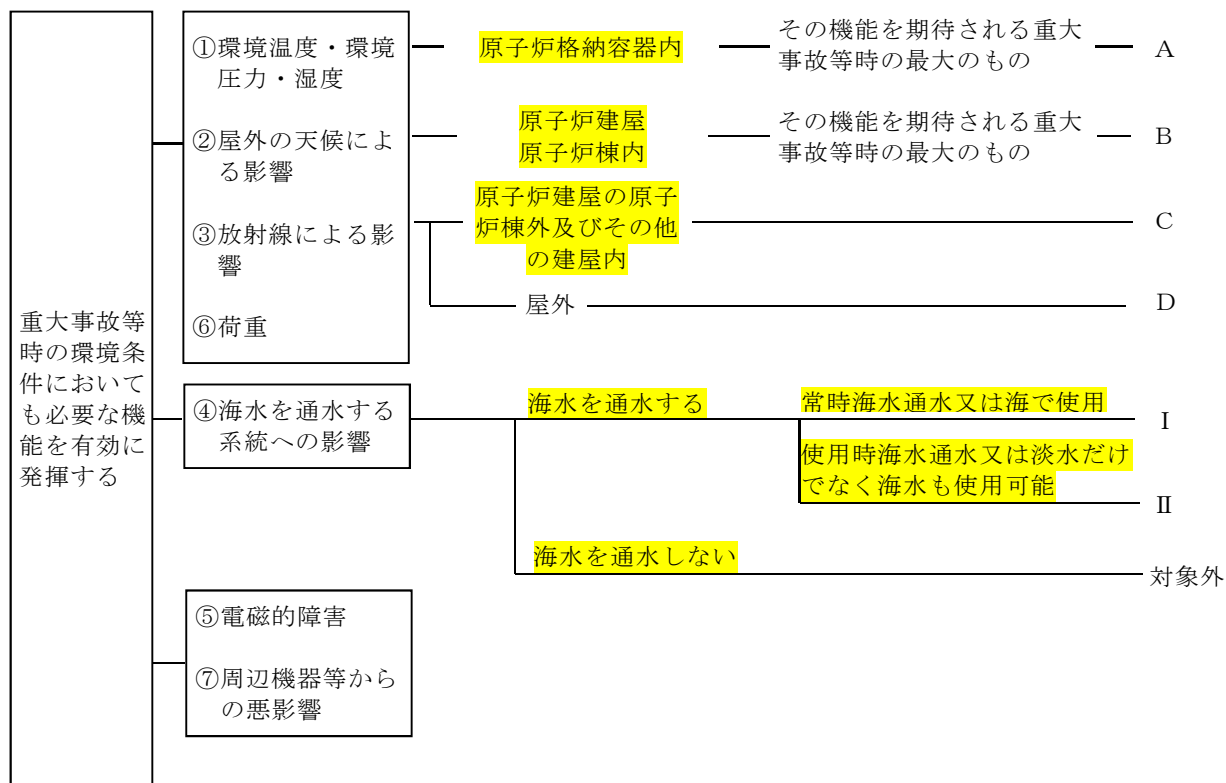 重大事故等
時の環境条
件において
も必要な機
能を有効に
発揮する
①環境温度・環境
圧力・湿度
②屋外の天候によ
る影響
③放射線による影
響
⑥荷重
原子炉格納容器内
その機能を期待される重大
事故等時の最大のもの
A
原子炉建屋
原子炉棟内
その機能を期待される重大
事故等時の最大のもの
B
原子炉建屋の原子
炉棟外及びその他
の建屋内
C
屋外
D
④海水を通水する
系統への影響
海水を通水する
常時海水通水又は海で使用
Ⅰ
使用時海水通水又は淡水だけ
でなく海水も使用可能
Ⅱ
海水を通水しない
対象外
⑤電磁的障害
⑦周辺機器等から
の悪影響